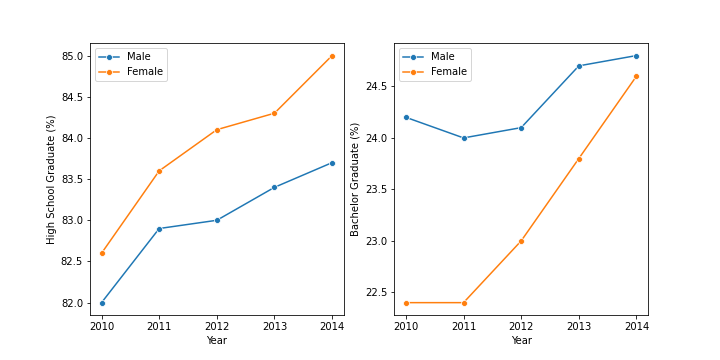 High School Graduate (%)
85.0
84.5
84.0
83.5
83.0
82.5
82.0
Male
Female
2010 2011 2012 2013 2014
Year
Bachelor Graduate (%)
24.5
24.0
23.5
23.0
22.5
Male
Female
2010 2011 2012 2013 2014
Year